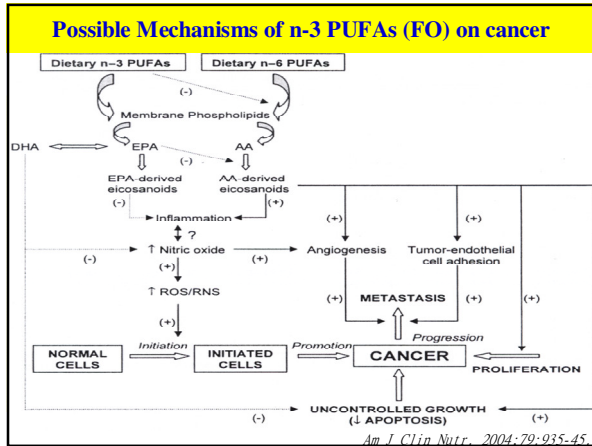 Possible Mechanisms of n-3 PUFAs (FO) on cancer
Dietary n–3 PUFAs Dietary n–6 PUFAs
(-)
Membrane Phospholipids
DHA EPA (-) AA
EPA-derived eicosanoids AA-derived eicosanoids
(-) (+)
Inflammation
?
(-) ↑ Nitric oxide (+) Angiogenesis (+) Tumor-endothelial cell adhesion (+) (+)
(+)
↑ ROS/RNS
(+) METASTASIS (+)
(+)
Progression
NORMAL CELLS Initiation INITIATED CELLS Promotion CANCER PROLIFERATION
(-) UNCONTROLLED GROWTH (+)
(↓ APOPTOSIS)
Am J Clin Nutr. 2004;79:935-45.